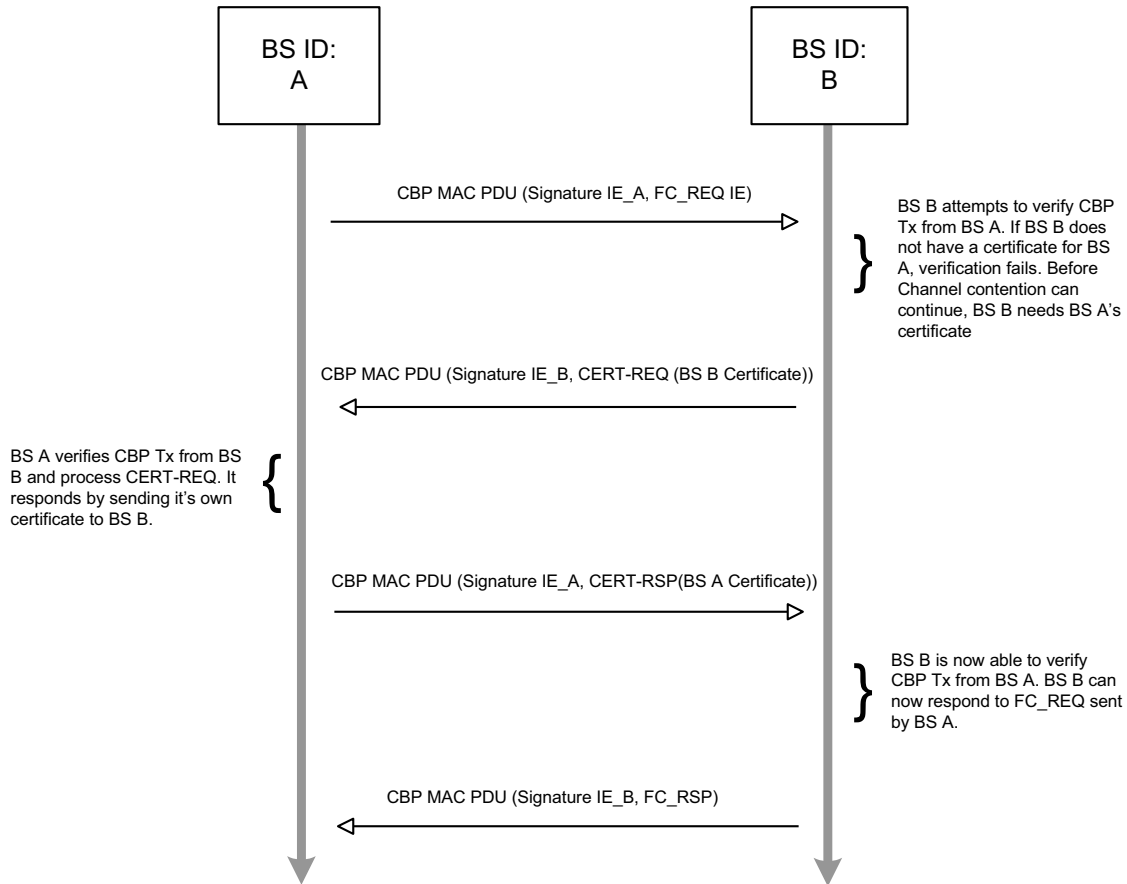 BS ID:
A
BS ID:
B
CBP MAC PDU (Signature IE_A, FC_REQ IE)
BS B attempts to verify CBP
Tx from BS A. If BS B does
not have a certificate for BS
A, verification fails. Before
Channel contention can
continue, BS B needs BS A's
certificate
CBP MAC PDU (Signature IE_B, CERT-REQ (BS B Certificate))
BS A verifies CBP Tx from BS
B and process CERT-REQ. It
responds by sending it's own
certificate to BS B.
CBP MAC PDU (Signature IE_A, CERT-RSP(BS A Certificate))
BS B is now able to verify
CBP Tx from BS A. BS B can
now respond to FC_REQ sent
by BS A.
CBP MAC PDU (Signature IE_B, FC_RSP)